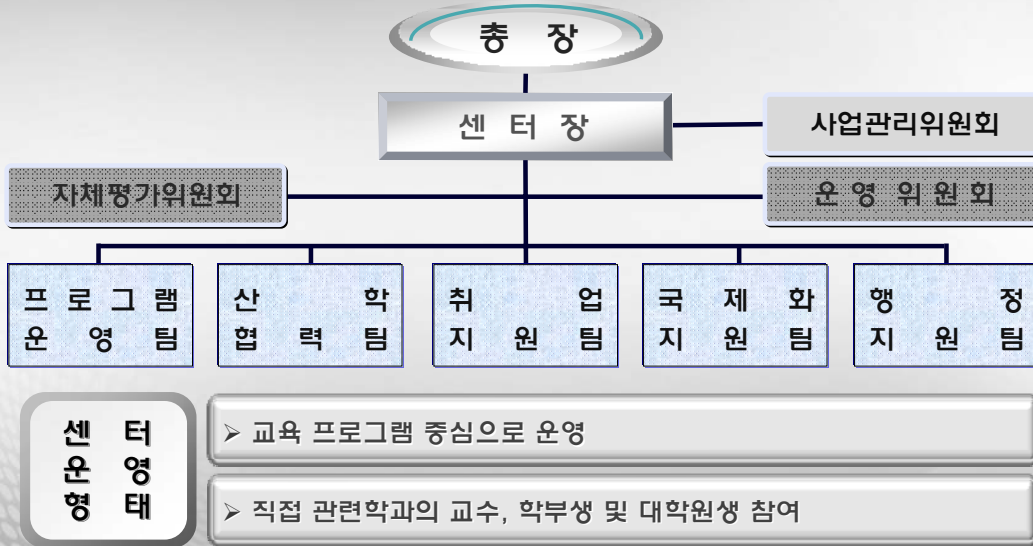 총 장
센 터 장
사업관리위원회
자체평가위원회
운 영 위 원 회
프 로 그 램
운 영 팀
산 학
협 력 팀
취 업
지 원 팀
국 제 화
지 원 팀
행 정
지 원 팀
센 터
운 영
형 태
➢ 교육 프로그램 중심으로 운영
➢ 직접 관련학과의 교수, 학부생 및 대학원생 참여